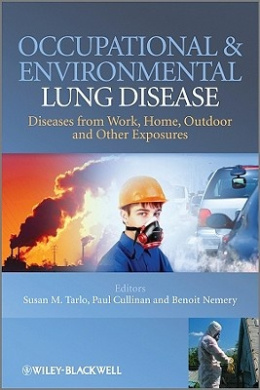 OCCUPATIONAL &
ENVIRONMENTAL
LUNG DISEASE
Diseases from Work, Home, Outdoor
and Other Exposures
Editors
Susan M. Tarlo, Paul Cullinan and Benoit Nemery
WILEY-BLACKWELL